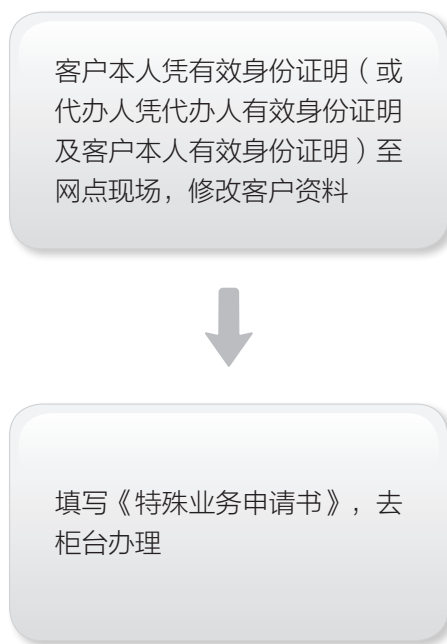 客户本人凭有效身份证明（或
代办人凭代办人有效身份证明
及客户本人有效身份证明）至
网点现场，修改客户资料
填写《特殊业务申请书》，去
柜台办理